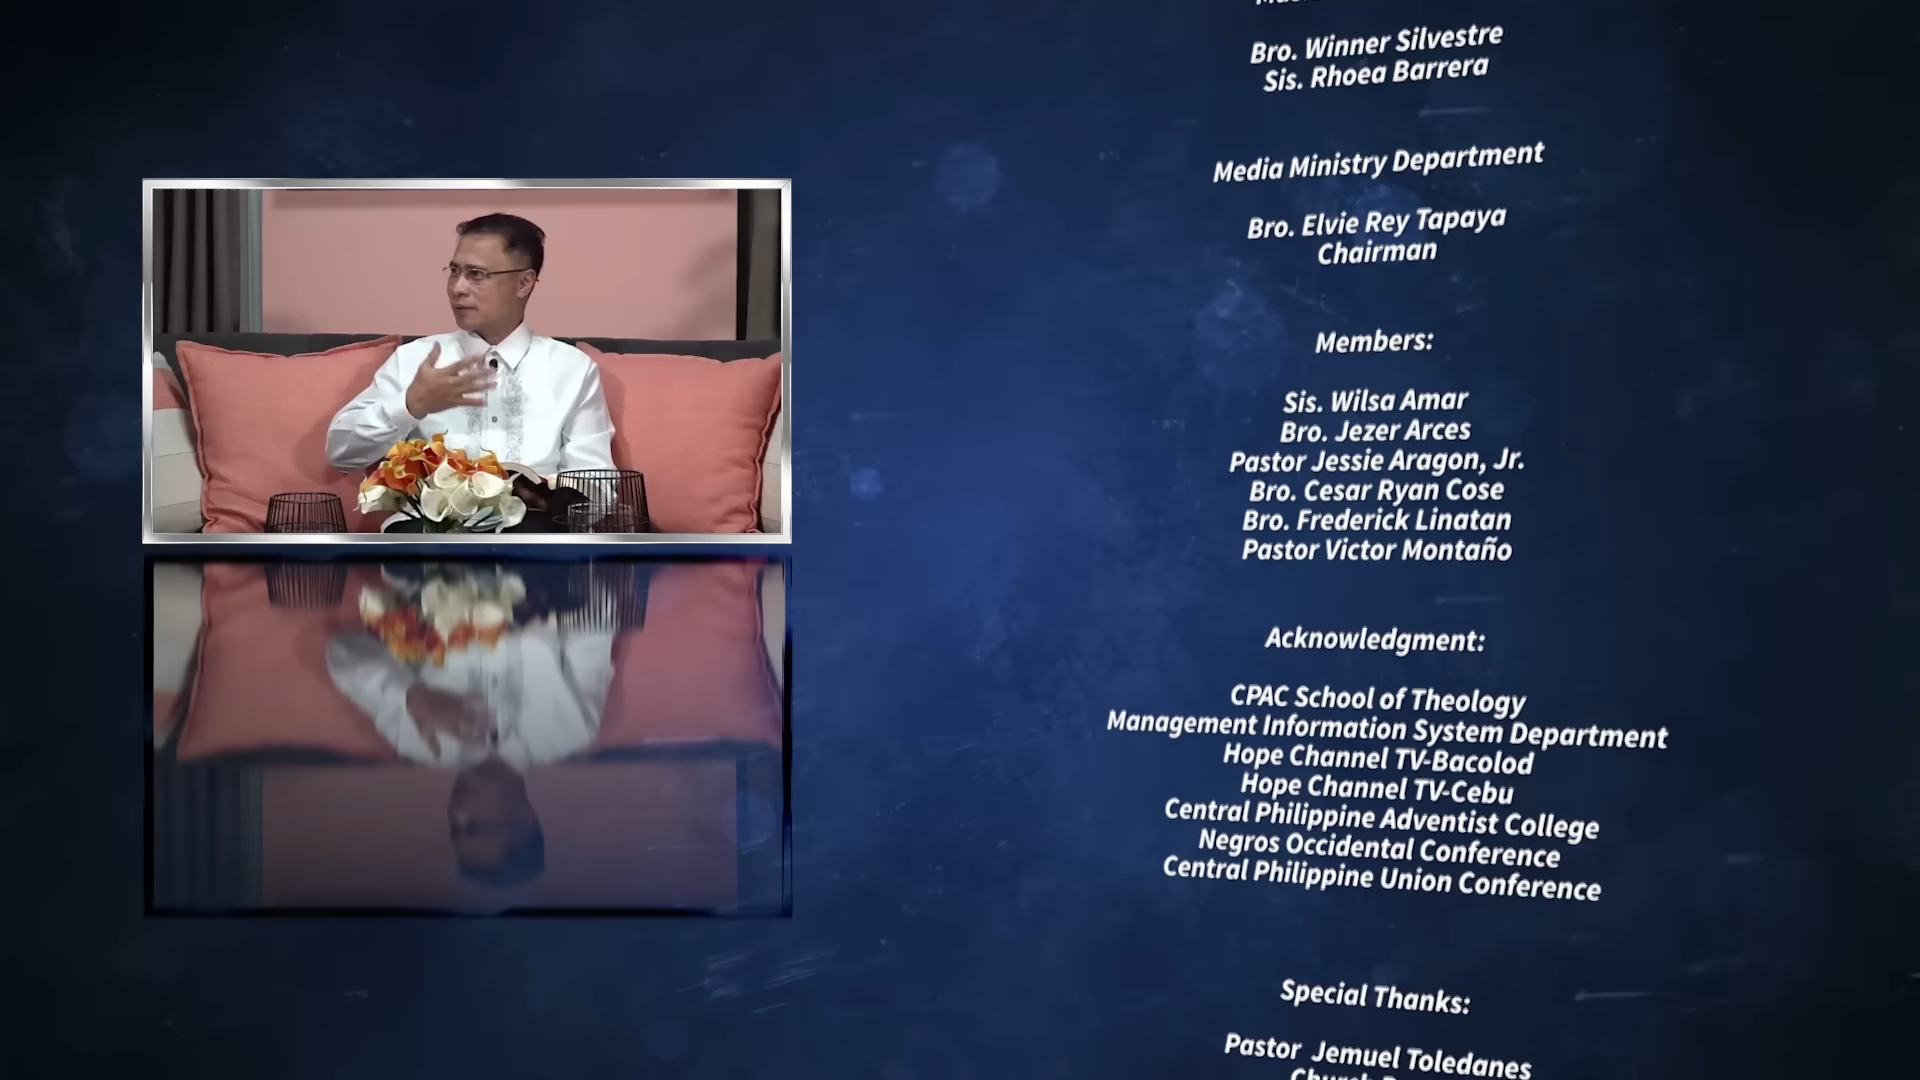 Bro. Winner Silvestre
Sis. Rhoea Barrera
Media Ministry Department
Bro. Elvie Rey Tapaya
Chairman
Members:
Sis. Wilsa Amar
Bro. Jezer Arces
Pastor Jessie Aragon, Jr.
Bro. Cesar Ryan Cose
Bro. Frederick Linatan
Pastor Victor Montaño
Acknowledgment:
CPAC School of Theology
Management Information System Department
Hope Channel TV-Bacolod
Hope Channel TV-Cebu
Central Philippine Adventist College
Negros Occidental Conference
Central Philippine Union Conference
Special Thanks:
Pastor Jemuel Toledanes